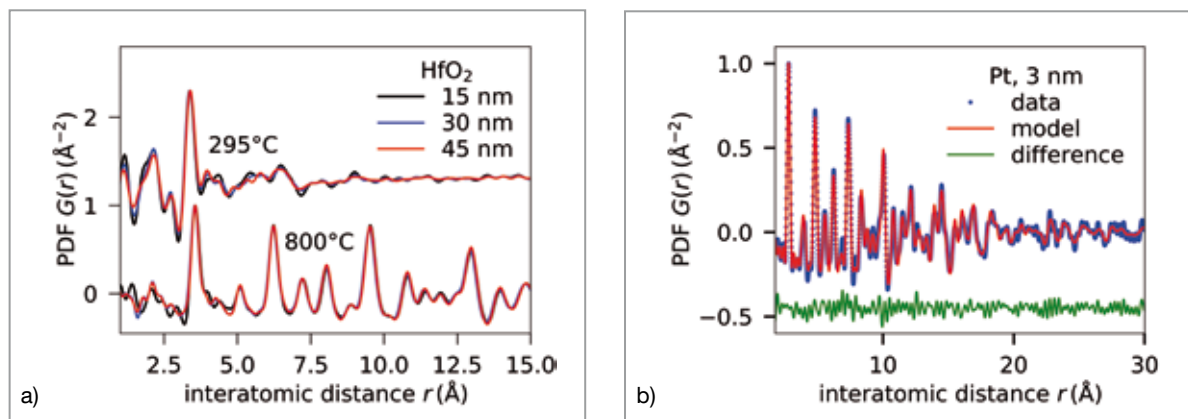 HfO₂
15 nm
30 nm
45 nm
295°C
800°C
2
1
0
PDF G(r) (Å⁻²)
2.5 5.0 7.5 10.0 12.5 15.0
interatomic distance r (Å)
a)
Pt, 3 nm
data
model
difference
1.0
0.5
0.0
−0.5
PDF G(r) (Å⁻²)
10 20 30
interatomic distance r (Å)
b)